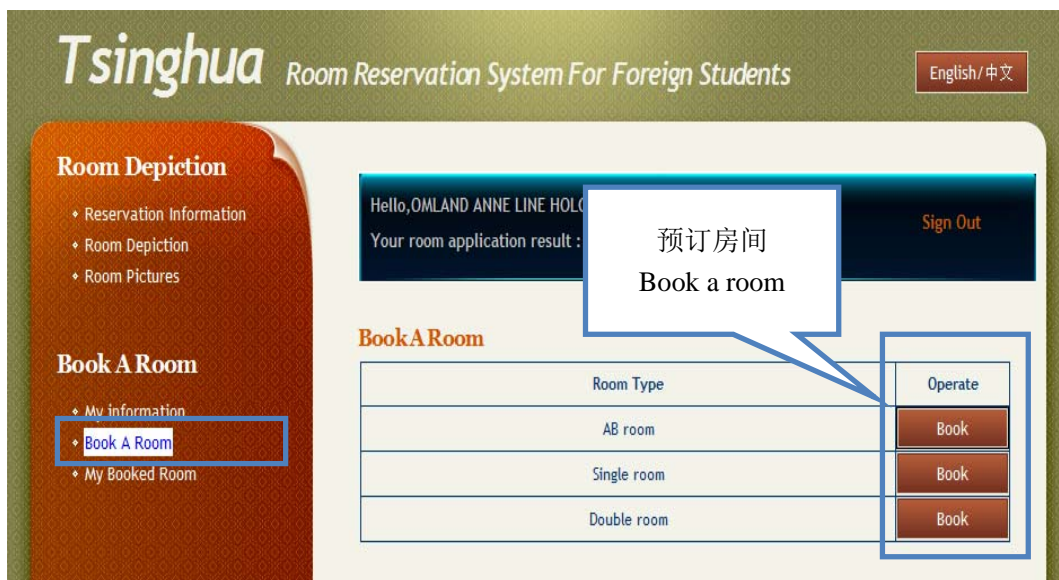 Tsinghua Room Reservation System For Foreign Students
English/中文
Room Depiction
Reservation Information
Room Depiction
Room Pictures
Book A Room
My information
Book A Room
My Booked Room
Hello,OMLAND ANNE LINE
Your room application result :
Sign Out
预订房间
Book a room
Book A Room
Room Type Operate
AB room Book
Single room Book
Double room Book